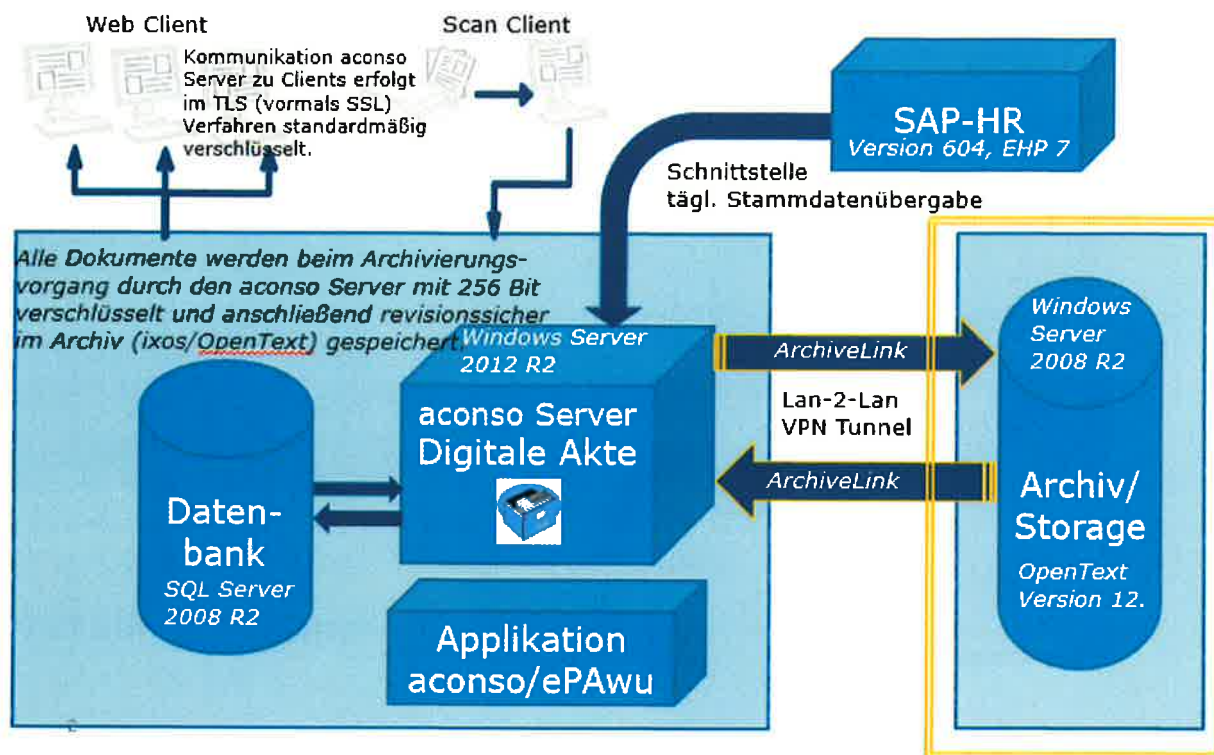 Web Client
Scan Client
Kommunikation aconso
Server zu Clients erfolgt
im TLS (vormals SSL)
Verfahren standardmäßig
verschlüsselt.
SAP-HR
Version 604, EHP 7
Schnittstelle
tägl. Stammdatenübergabe
Alle Dokumente werden beim Archivierungs-
vorgang durch den aconso Server mit 256 Bit
verschlüsselt und anschließend revisionssicher
im Archiv (ixos/OpenText) gespeichert.
Windows Server
2012 R2
aconso Server
Digitale Akte
ArchiveLink
Lan-2-Lan
VPN Tunnel
ArchiveLink
Windows
Server
2008 R2
Archiv/
Storage
OpenText
Version 12.
Daten-
bank
SQL Server
2008 R2
Applikation
aconso/ePAwu